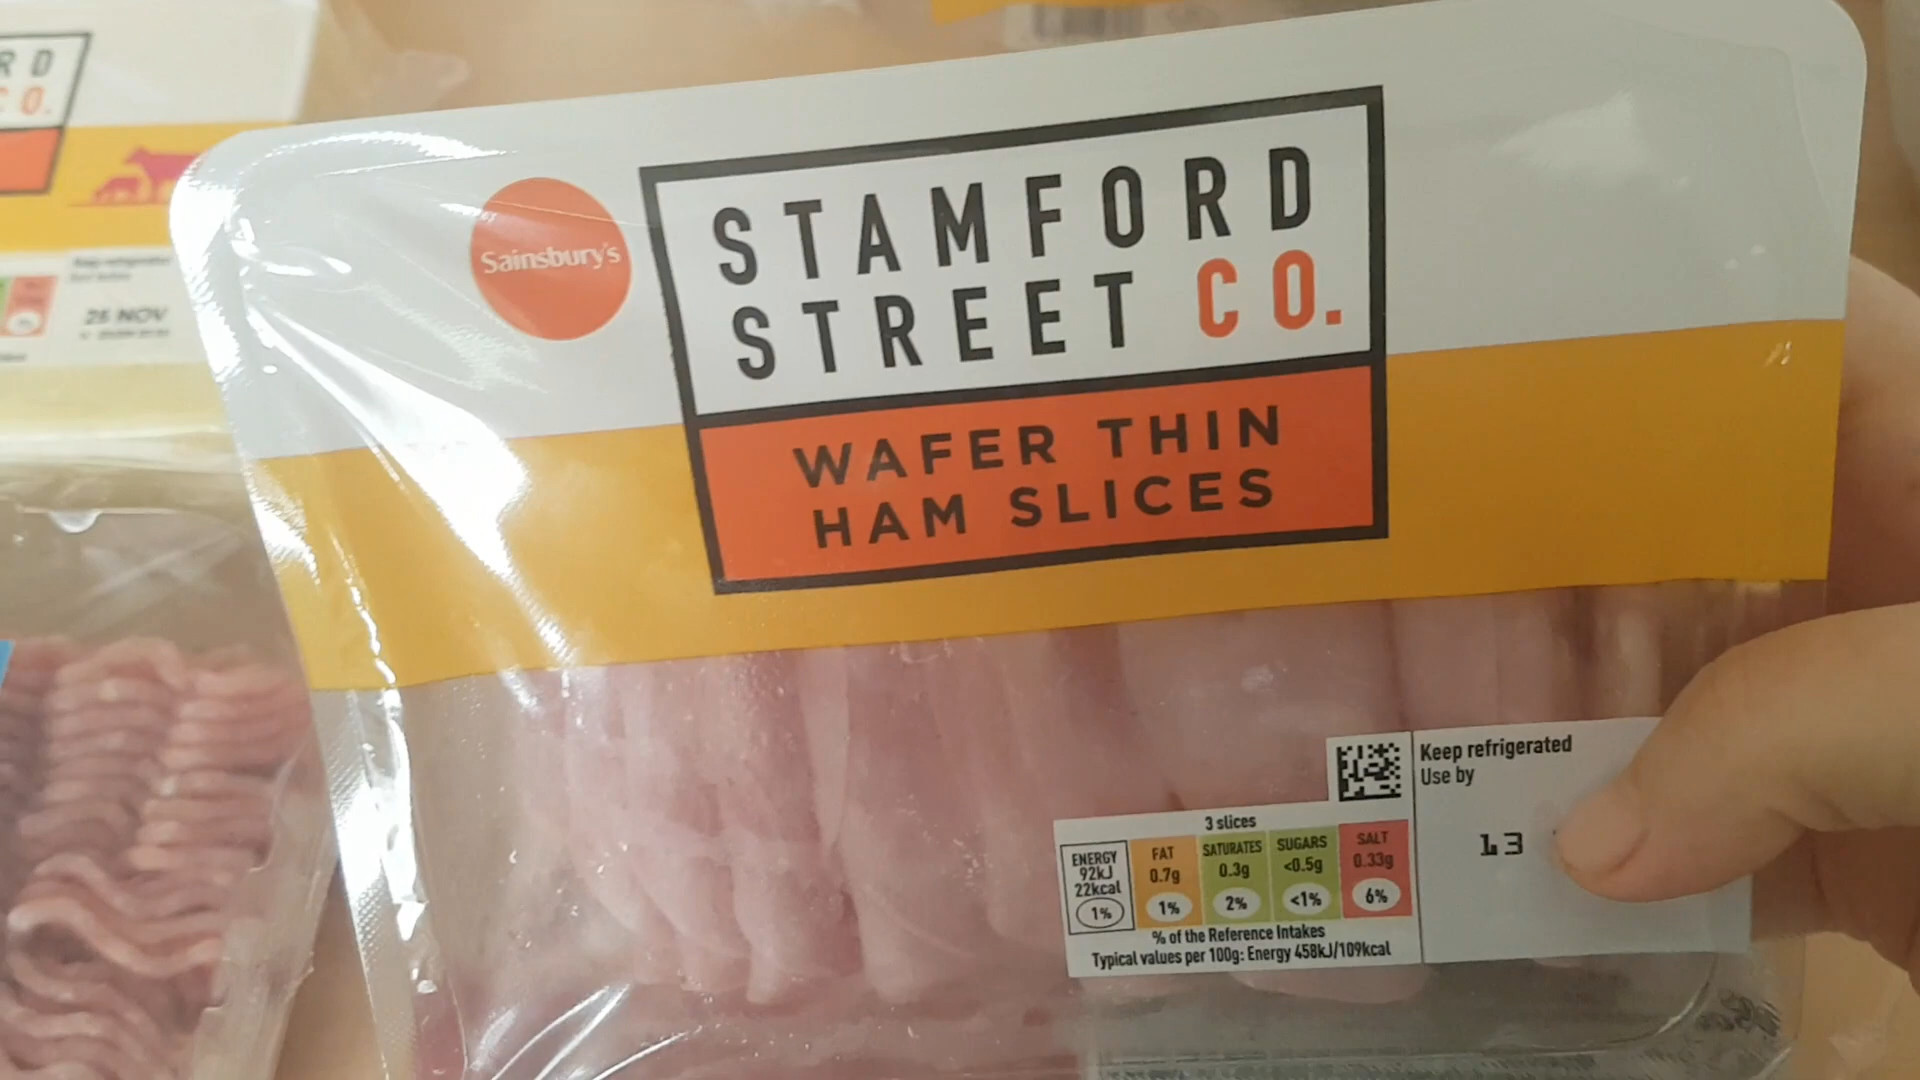 RD
CO.
25 NOV
Sainsbury's
STAMFORD
STREET CO.
WAFER THIN
HAM SLICES
Keep refrigerated
Use by
13
3 slices
ENERGY
92kJ
22kcal
1%
FAT
0.7g
1%
SATURATES
0.3g
2%
SUGARS
<0.5g
<1%
SALT
0.33g
6%
% of the Reference Intakes
Typical values per 100g: Energy 458kJ/109kcal